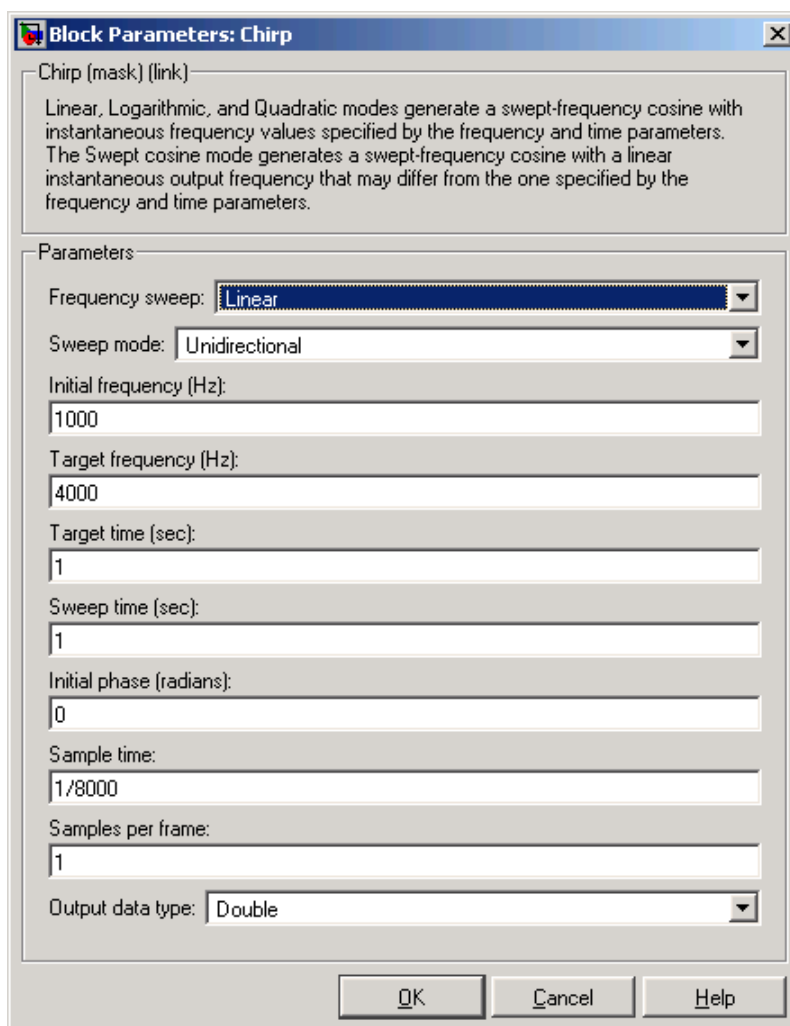 Block Parameters: Chirp
Chirp (mask) (link)
Linear, Logarithmic, and Quadratic modes generate a swept-frequency cosine with
instantaneous frequency values specified by the frequency and time parameters.
The Swept cosine mode generates a swept-frequency cosine with a linear
instantaneous output frequency that may differ from the one specified by the
frequency and time parameters.
Parameters
Frequency sweep: Linear
Sweep mode: Unidirectional
Initial frequency (Hz):
1000
Target frequency (Hz):
4000
Target time (sec):
1
Sweep time (sec):
1
Initial phase (radians):
0
Sample time:
1/8000
Samples per frame:
1
Output data type: Double
OK Cancel Help